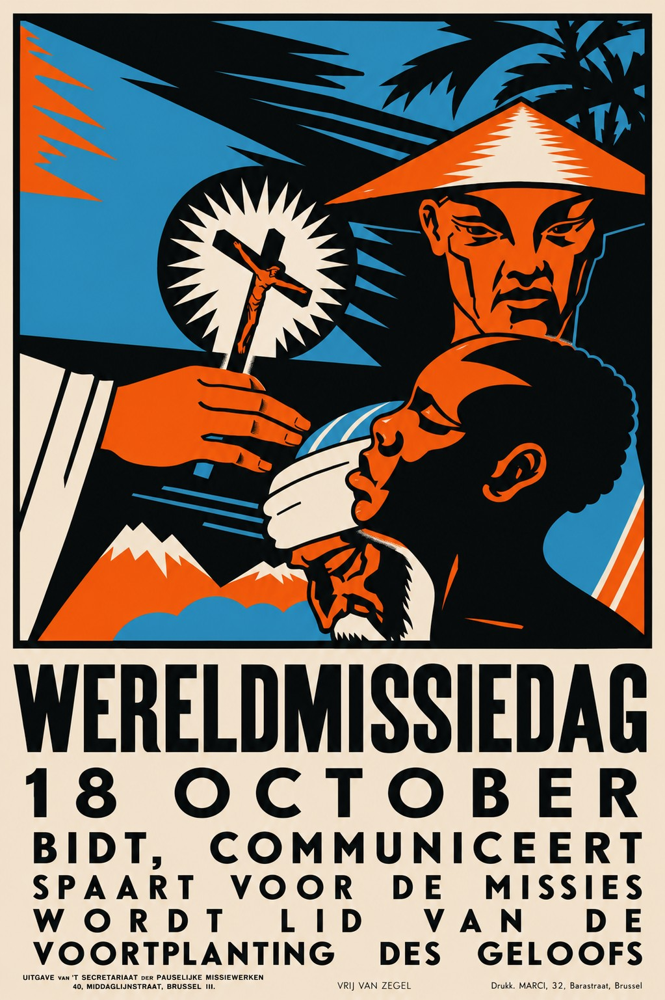 WERELDMISSIEDAG
18 OCTOBER
BIDT, COMMUNICEERT
SPAART VOOR DE MISSIES
WORDT LID VAN DE
VOORTPLANTING DES GELOOFS
UITGAVE VAN 'T SECRETARIAAT DER PAUSELIJKE MISSIEWERKEN
40, MIDDAGLIJNSTRAAT, BRUSSEL III.
VRIJ VAN ZEGEL
Drukk. MARCI, 32, Barastraat, Brussel